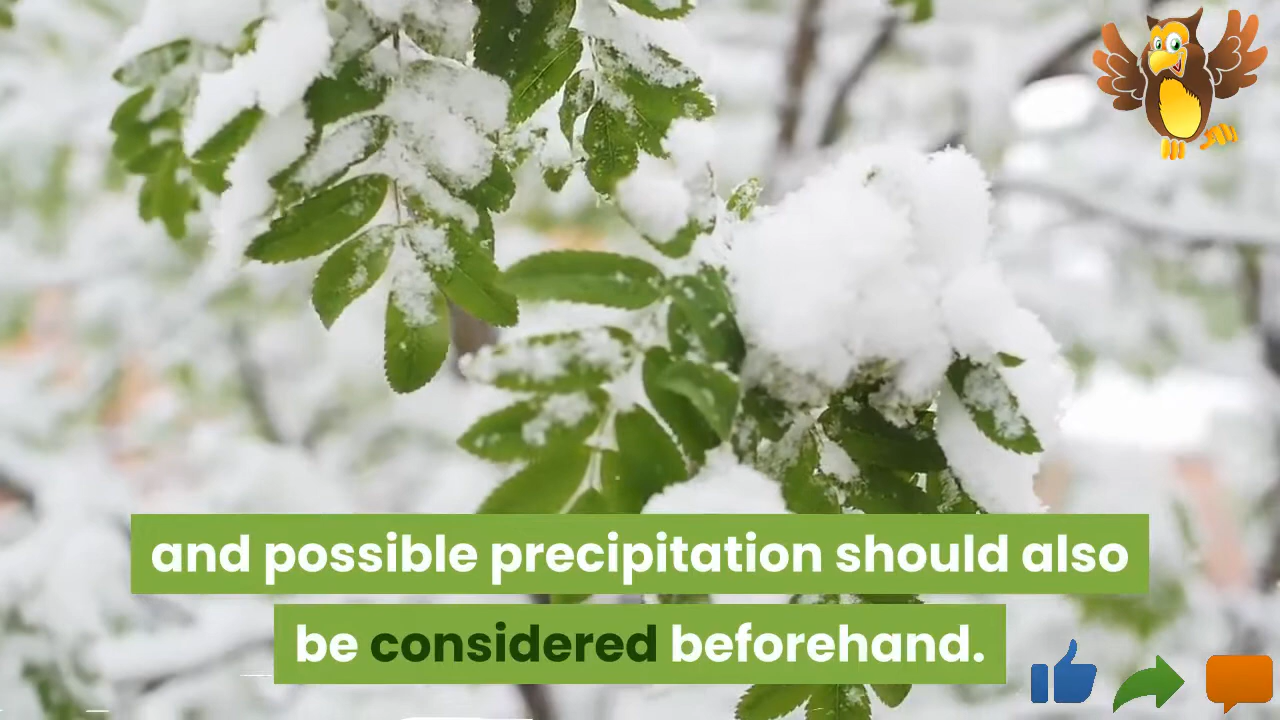 and possible precipitation should also
be considered beforehand.